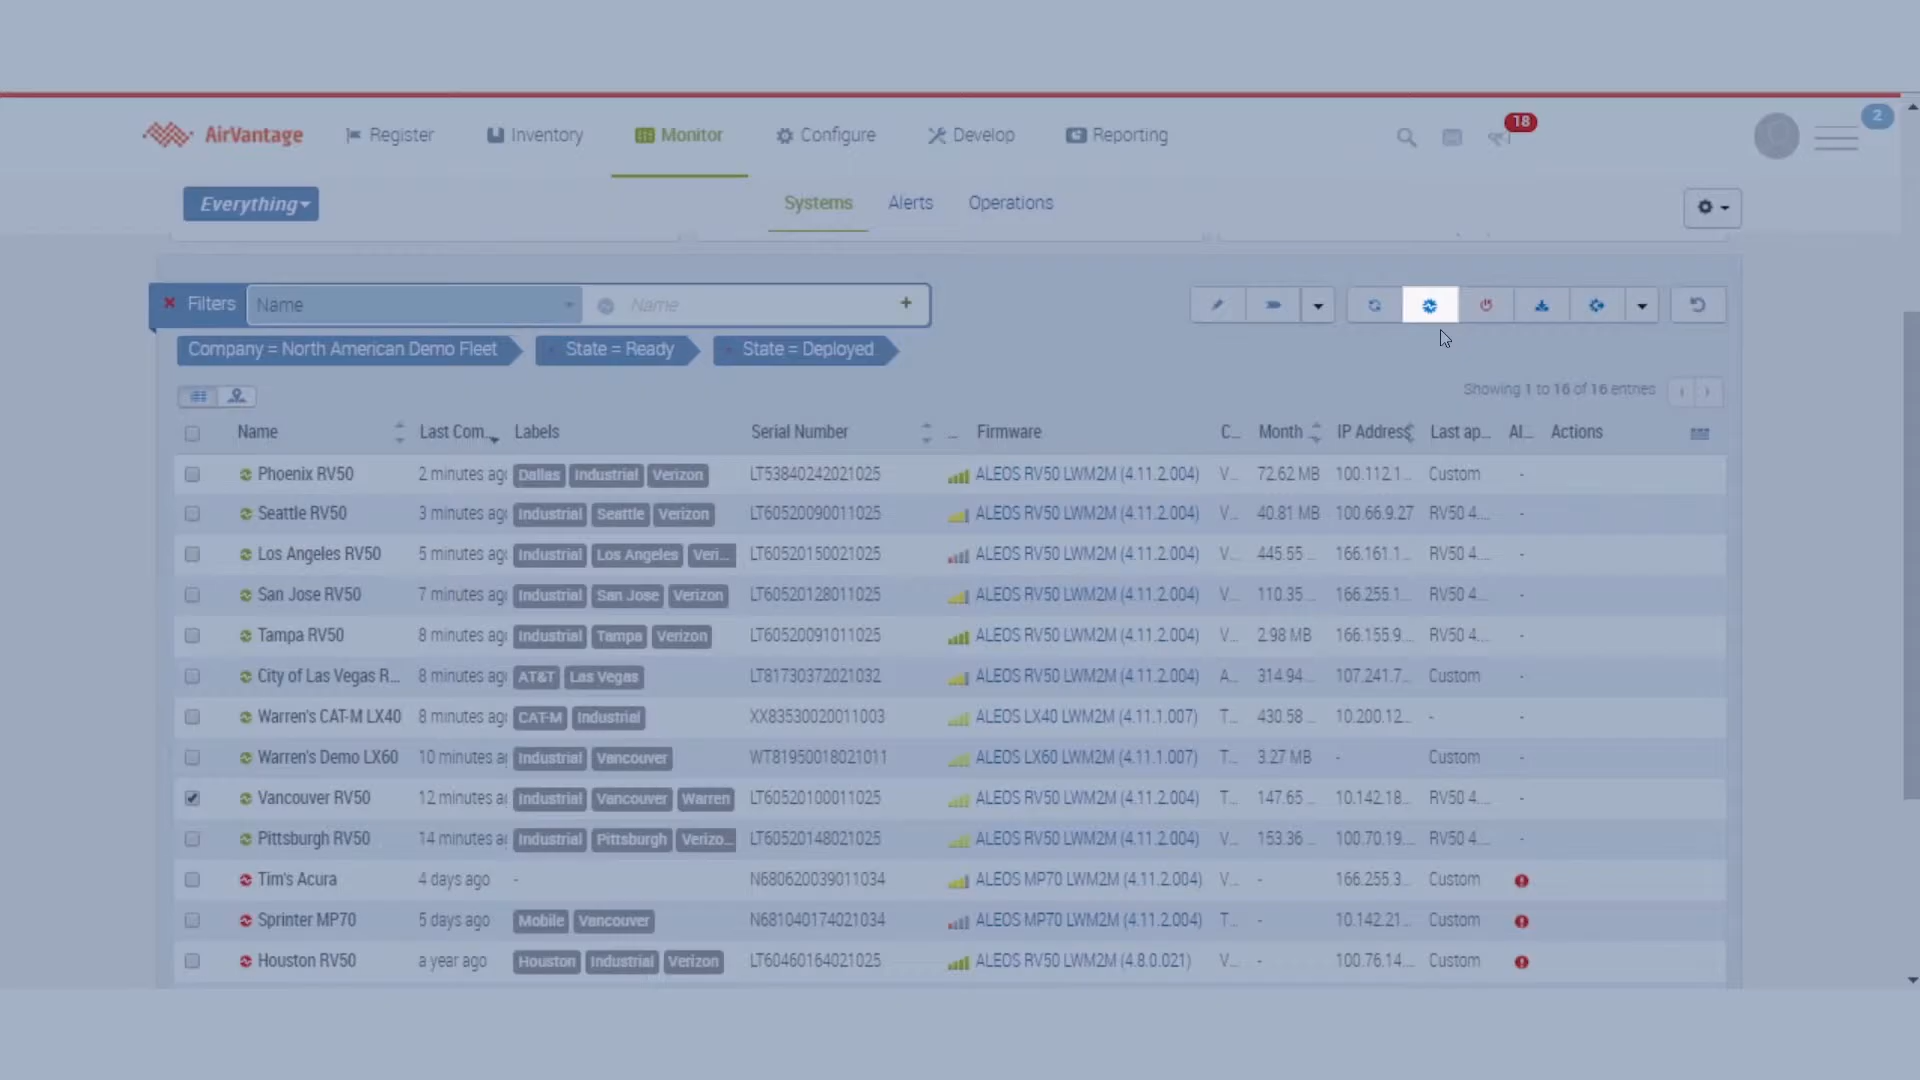 AirVantage Register Inventory Monitor Configure Develop Reporting 18 2
Everything Systems Alerts Operations
Filters Name Name +
Company = North American Demo Fleet State = Ready State = Deployed
Showing 1 to 16 of 16 entries
Name Last Com... Labels Serial Number ... Firmware C... Month IP Address Last ap... Al... Actions
Phoenix RV50 2 minutes ago Dallas Industrial Verizon LT53840242021025 ALEOS RV50 LWM2M (4.11.2.004) V... 72.62 MB 100.112.1... Custom -
Seattle RV50 3 minutes ago Industrial Seattle Verizon LT60520090011025 ALEOS RV50 LWM2M (4.11.2.004) V... 40.81 MB 100.66.9.27 RV50 4.... -
Los Angeles RV50 5 minutes ago Industrial Los Angeles Veri... LT60520150021025 ALEOS RV50 LWM2M (4.11.2.004) V... 445.55 ... 166.161.1... RV50 4.... -
San Jose RV50 7 minutes ago Industrial San Jose Verizon LT60520128011025 ALEOS RV50 LWM2M (4.11.2.004) V... 110.35 ... 166.255.1... RV50 4.... -
Tampa RV50 8 minutes ago Industrial Tampa Verizon LT60520091011025 ALEOS RV50 LWM2M (4.11.2.004) V... 2.98 MB 166.155.9... RV50 4.... -
City of Las Vegas R... 8 minutes ago AT&T Las Vegas LT81730372021032 ALEOS RV50 LWM2M (4.11.2.004) A... 314.94 ... 107.241.7... Custom -
Warren's CAT-M LX40 8 minutes ago CAT-M Industrial XX83530020011003 ALEOS LX40 LWM2M (4.11.1.007) T... 430.58 ... 10.200.12... - -
Warren's Demo LX60 10 minutes a Industrial Vancouver WT81950018021011 ALEOS LX60 LWM2M (4.11.1.007) T... 3.27 MB - Custom -
Vancouver RV50 12 minutes a Industrial Vancouver Warren LT60520100011025 ALEOS RV50 LWM2M (4.11.2.004) T... 147.65 ... 10.142.18... RV50 4.... -
Pittsburgh RV50 14 minutes a Industrial Pittsburgh Verizo... LT60520148021025 ALEOS RV50 LWM2M (4.11.2.004) V... 153.36 ... 100.70.19... RV50 4.... -
Tim's Acura 4 days ago - N680620039011034 ALEOS MP70 LWM2M (4.11.2.004) V... - 166.255.3... Custom
Sprinter MP70 5 days ago Mobile Vancouver N681040174021034 ALEOS MP70 LWM2M (4.11.2.004) T... - 10.142.21... Custom
Houston RV50 a year ago Houston Industrial Verizon LT60460164021025 ALEOS RV50 LWM2M (4.8.0.021) V... - 100.76.14... Custom